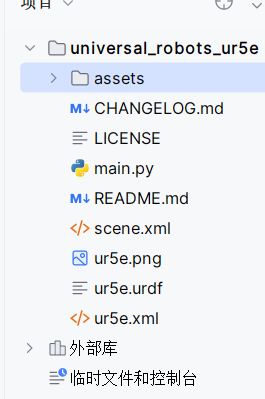 项目
universal_robots_ur5e
assets
CHANGELOG.md
LICENSE
main.py
README.md
scene.xml
ur5e.png
ur5e.urdf
ur5e.xml
外部库
临时文件和控制台